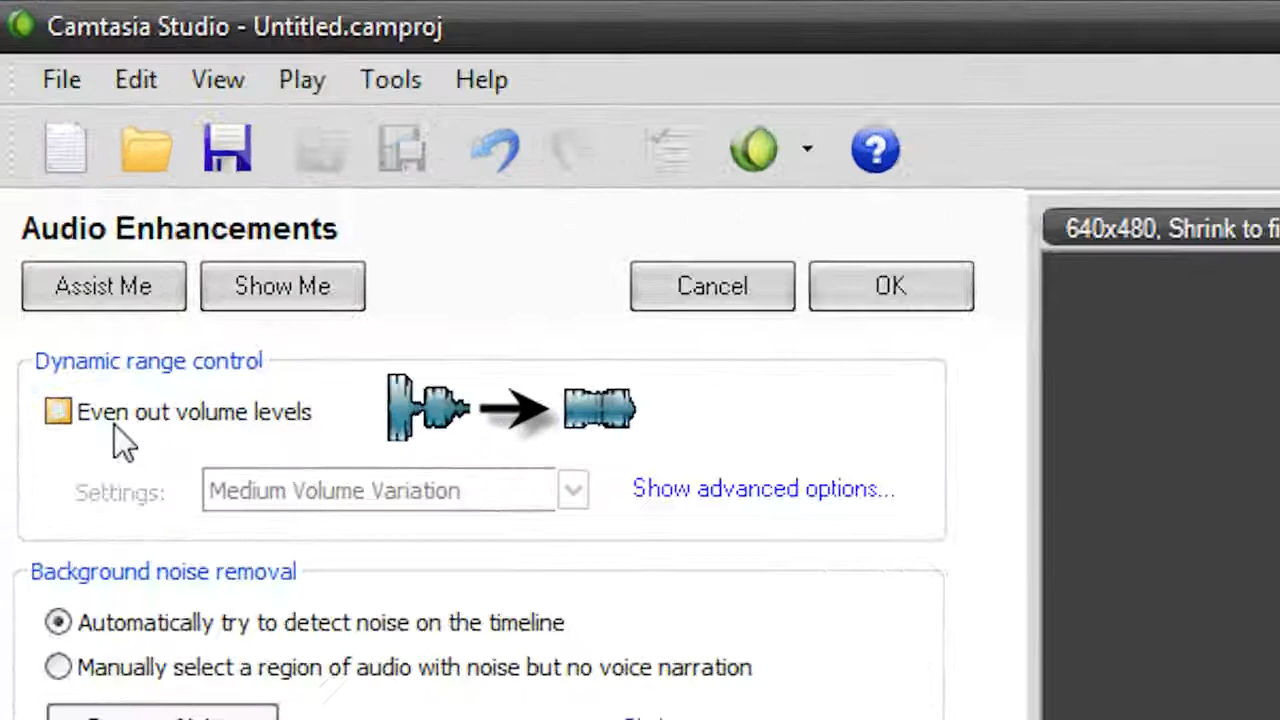 Camtasia Studio - Untitled.camproj
File Edit View Play Tools Help
Audio Enhancements
Assist Me Show Me Cancel OK
640x480, Shrink to fi
Dynamic range control
Even out volume levels
Settings: Medium Volume Variation Show advanced options...
Background noise removal
Automatically try to detect noise on the timeline
Manually select a region of audio with noise but no voice narration